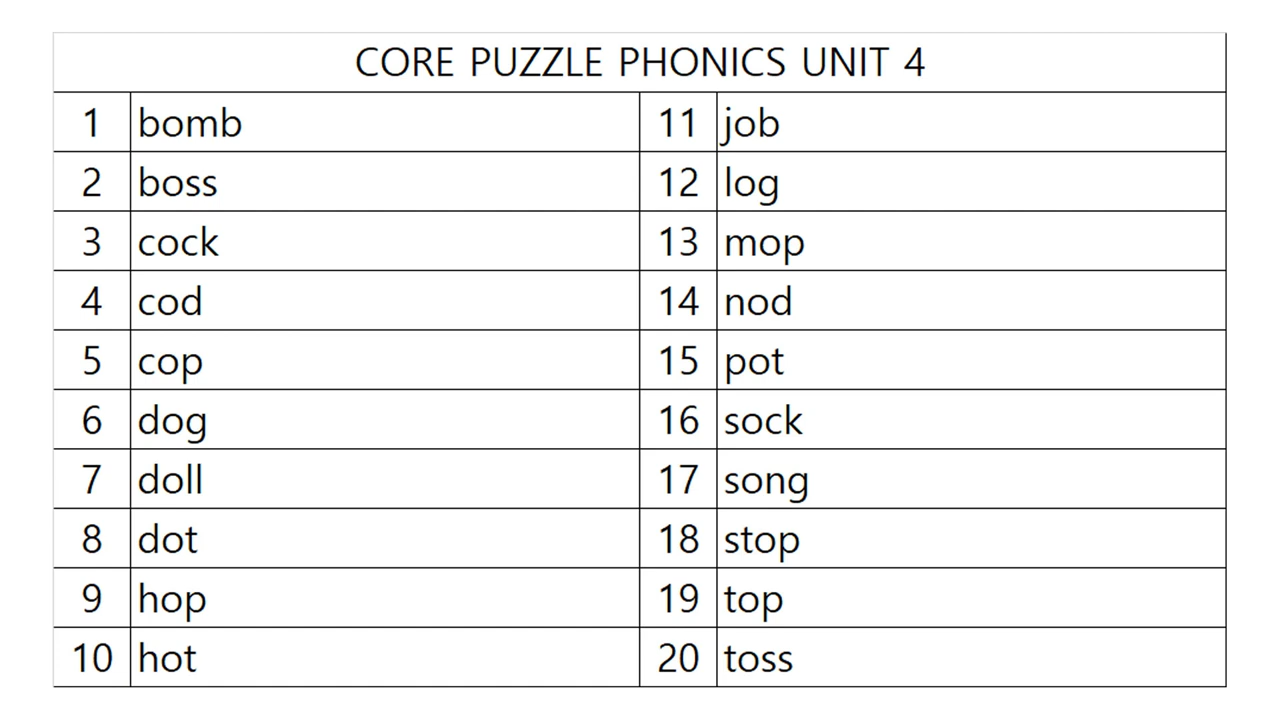 CORE PUZZLE PHONICS UNIT 4
1 bomb 11 job
2 boss 12 log
3 cock 13 mop
4 cod 14 nod
5 cop 15 pot
6 dog 16 sock
7 doll 17 song
8 dot 18 stop
9 hop 19 top
10 hot 20 toss